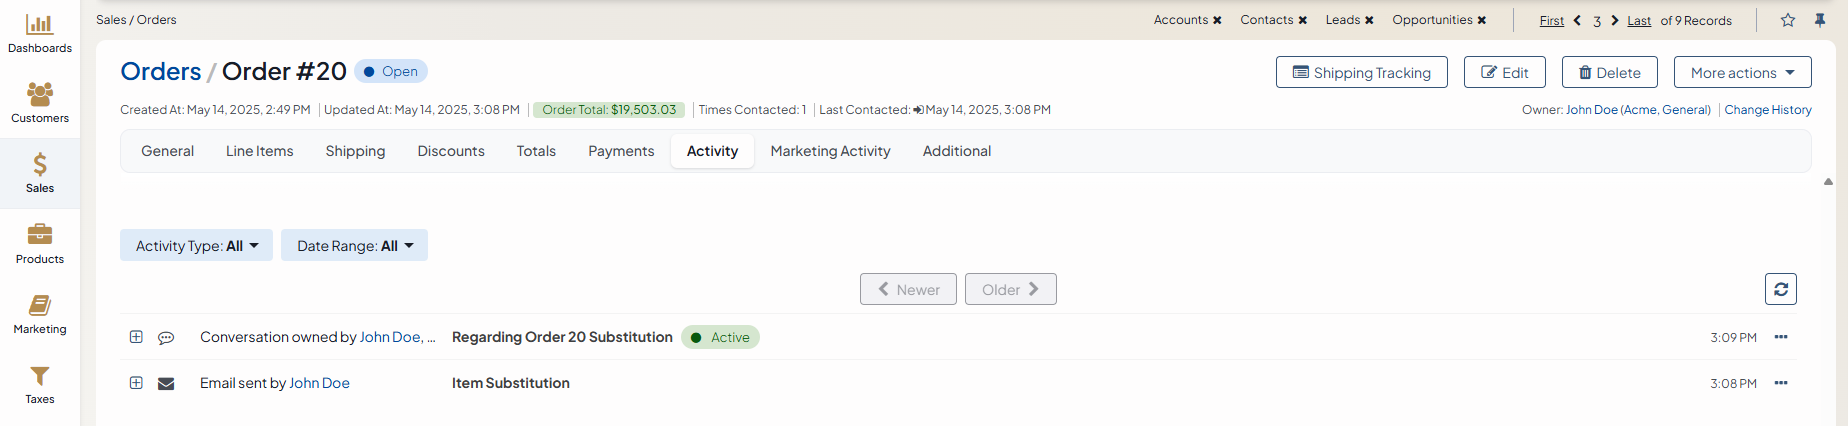 Dashboards
Customers
Sales
Products
Marketing
Taxes
Sales / Orders
Accounts × Contacts × Leads × Opportunities × First 3 Last of 9 Records
Orders / Order #20 Open
Shipping Tracking Edit Delete More actions
Created At: May 14, 2025, 2:49 PM Updated At: May 14, 2025, 3:08 PM Order Total: $19,503.03 Times Contacted: 1 Last Contacted: May 14, 2025, 3:08 PM Owner: John Doe (Acme, General) Change History
General Line Items Shipping Discounts Totals Payments Activity Marketing Activity Additional
Activity Type: All Date Range: All
Newer Older
Conversation owned by John Doe, ... Regarding Order 20 Substitution Active 3:09 PM
Email sent by John Doe Item Substitution 3:08 PM